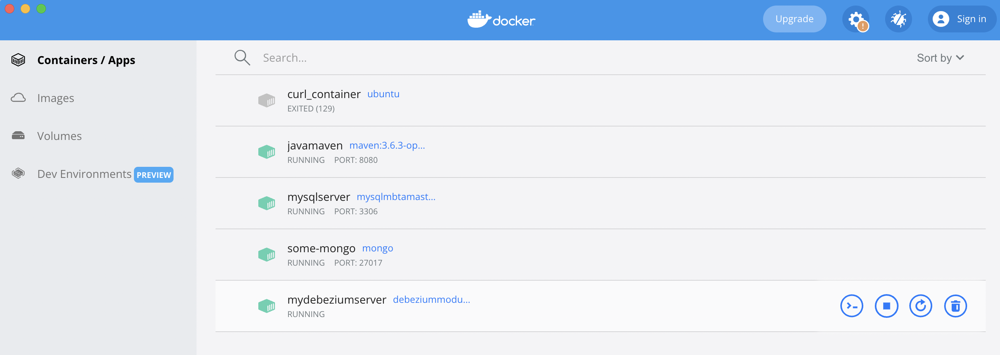 docker
Upgrade
!
Sign in
Containers / Apps
Images
Volumes
Dev Environments PREVIEW
Search...
Sort by
curl_container ubuntu
EXITED (129)
javamaven maven:3.6.3-op...
RUNNING PORT: 8080
mysqlserver mysqlmbtamast...
RUNNING PORT: 3306
some-mongo mongo
RUNNING PORT: 27017
mydebeziumserver debeziummodu...
RUNNING